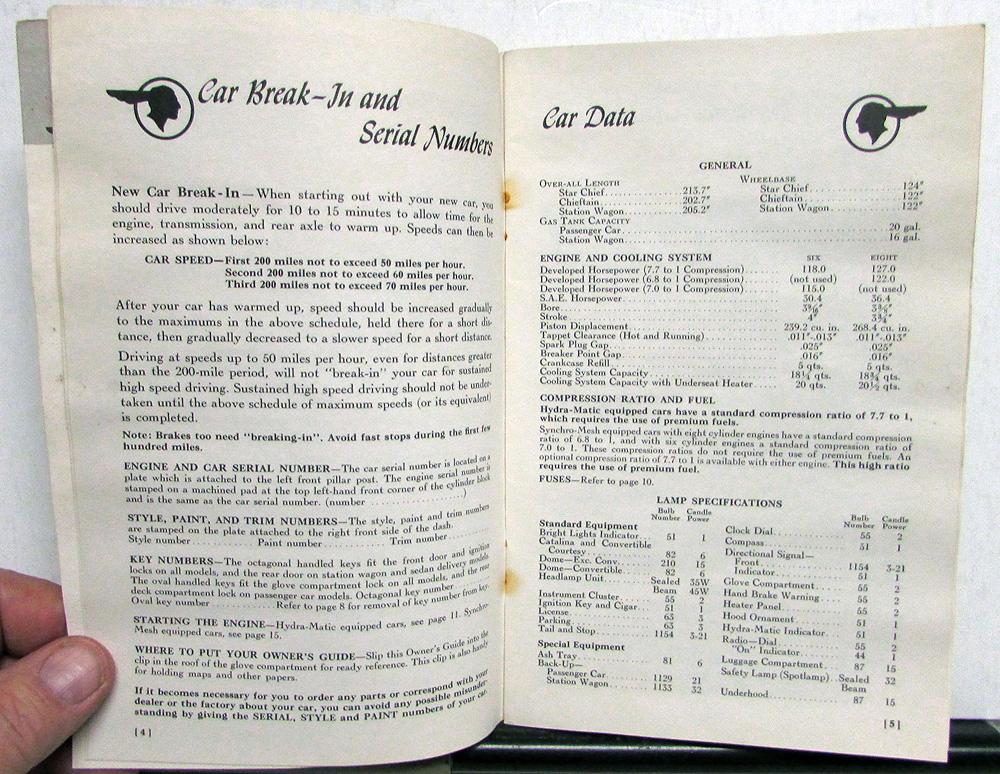 Car Break-In and
Serial Numbers
New Car Break-In—When starting out with your new car, you
should drive moderately for 10 to 15 minutes to allow time for the
engine, transmission, and rear axle to warm up. Speeds can then be
increased as shown below:
CAR SPEED—First 200 miles not to exceed 50 miles per hour.
Second 200 miles not to exceed 60 miles per hour.
Third 200 miles not to exceed 70 miles per hour.
After your car has warmed up, speed should be increased gradually
to the maximums in the above schedule, held there for a short dis-
tance, then gradually decreased to a slower speed for a short distance.
Driving at speeds up to 50 miles per hour, even for distances greater
than the 200-mile period, will not "break-in" your car for sustained
high speed driving. Sustained high speed driving should not be under-
taken until the above schedule of maximum speeds (or its equivalent)
is completed.
Note: Brakes too need "breaking-in". Avoid fast stops during the first few
hundred miles.
ENGINE AND CAR SERIAL NUMBER—The car serial number is located on a
plate which is attached to the left front pillar post. The engine serial number is
stamped on a machined pad at the top left-hand front corner of the cylinder block
and is the same as the car serial number. (number ....................)
STYLE, PAINT, AND TRIM NUMBERS—The style, paint and trim numbers
are stamped on the plate attached to the right front side of the dash.
Style number .......... Paint number .......... Trim number..........
KEY NUMBERS—The octagonal handled keys fit the front door and ignition
locks on all models, and the rear door on station wagon and sedan delivery models.
The oval handled keys fit the glove compartment lock on all models, and the rear
deck compartment lock on passenger car models. Octagonal key number..........
Oval key number .......... Refer to page 8 for removal of key number from key.
STARTING THE ENGINE—Hydra-Matic equipped cars, see page 11. Synchro-
Mesh equipped cars, see page 15.
WHERE TO PUT YOUR OWNER'S GUIDE—Slip this Owner's Guide into the
clip in the roof of the glove compartment for ready reference. This clip is also handy
for holding maps and other papers.
If it becomes necessary for you to order any parts or correspond with your
dealer or the factory about your car, you can avoid any possible misunder-
standing by giving the SERIAL, STYLE and PAINT numbers of your car.
[4]
Car Data
GENERAL
OVER-ALL LENGTH
Star Chief..........213.7"
Chieftain..........202.7"
Station Wagon..........205.2"
WHEELBASE
Star Chief..........124"
Chieftain..........122"
Station Wagon..........122"
GAS TANK CAPACITY
Passenger Car..........20 gal.
Station Wagon..........16 gal.
ENGINE AND COOLING SYSTEM SIX EIGHT
Developed Horsepower (7.7 to 1 Compression)....... 118.0 127.0
Developed Horsepower (6.8 to 1 Compression)....... (not used) 122.0
Developed Horsepower (7.0 to 1 Compression)....... 115.0 (not used)
S.A.E. Horsepower.......... 30.4 36.4
Bore.......... 3 9/16" 3 3/8"
Stroke.......... 4" 3 3/4"
Piston Displacement.......... 239.2 cu. in. 268.4 cu. in.
Tappet Clearance (Hot and Running).......... .011"-.013" .011"-.013"
Spark Plug Gap.......... .025" .025"
Breaker Point Gap.......... .016" .016"
Crankcase Refill.......... 5 qts. 5 qts.
Cooling System Capacity.......... 18¼ qts. 18¾ qts.
Cooling System Capacity with Underseat Heater..... 20 qts. 20½ qts.
COMPRESSION RATIO AND FUEL
Hydra-Matic equipped cars have a standard compression ratio of 7.7 to 1,
which requires the use of premium fuels.
Synchro-Mesh equipped cars with eight cylinder engines have a standard compression
ratio of 6.8 to 1, and with six cylinder engines a standard compression ratio of
7.0 to 1. These compression ratios do not require the use of premium fuels. An
optional compression ratio of 7.7 to 1 is available with either engine. This high ratio
requires the use of premium fuel.
FUSES—Refer to page 10.
LAMP SPECIFICATIONS
Bulb Candle
Number Power
Standard Equipment
Bright Lights Indicator... 51 1
Catalina and Convertible
Courtesy.......... 82 6
Dome—Exc. Conv....... 210 15
Dome—Convertible...... 82 6
Headlamp Unit....... Sealed 35W
Beam 45W
Instrument Cluster....... 55 2
Ignition Key and Cigar.. 51 1
License.......... 63 3
Parking.......... 63 3
Tail and Stop.......... 1154 3-21
Special Equipment
Ash Tray.......... 81 6
Back-Up—
Passenger Car....... 1129 21
Station Wagon....... 1133 32
Bulb Candle
Number Power
Clock Dial.......... 55 2
Compass.......... 51 1
Directional Signal—
Front.......... 1154 3-21
Indicator.......... 51 1
Glove Compartment...... 55 2
Hand Brake Warning.... 55 2
Heater Panel.......... 55 2
Hood Ornament.......... 51 1
Hydra-Matic Indicator... 51 1
Radio—Dial.......... 55 2
"On" Indicator....... 44 1
Luggage Compartment... 87 15
Safety Lamp (Spotlamp)..Sealed 32
Beam
Underhood.......... 87 15
[5]